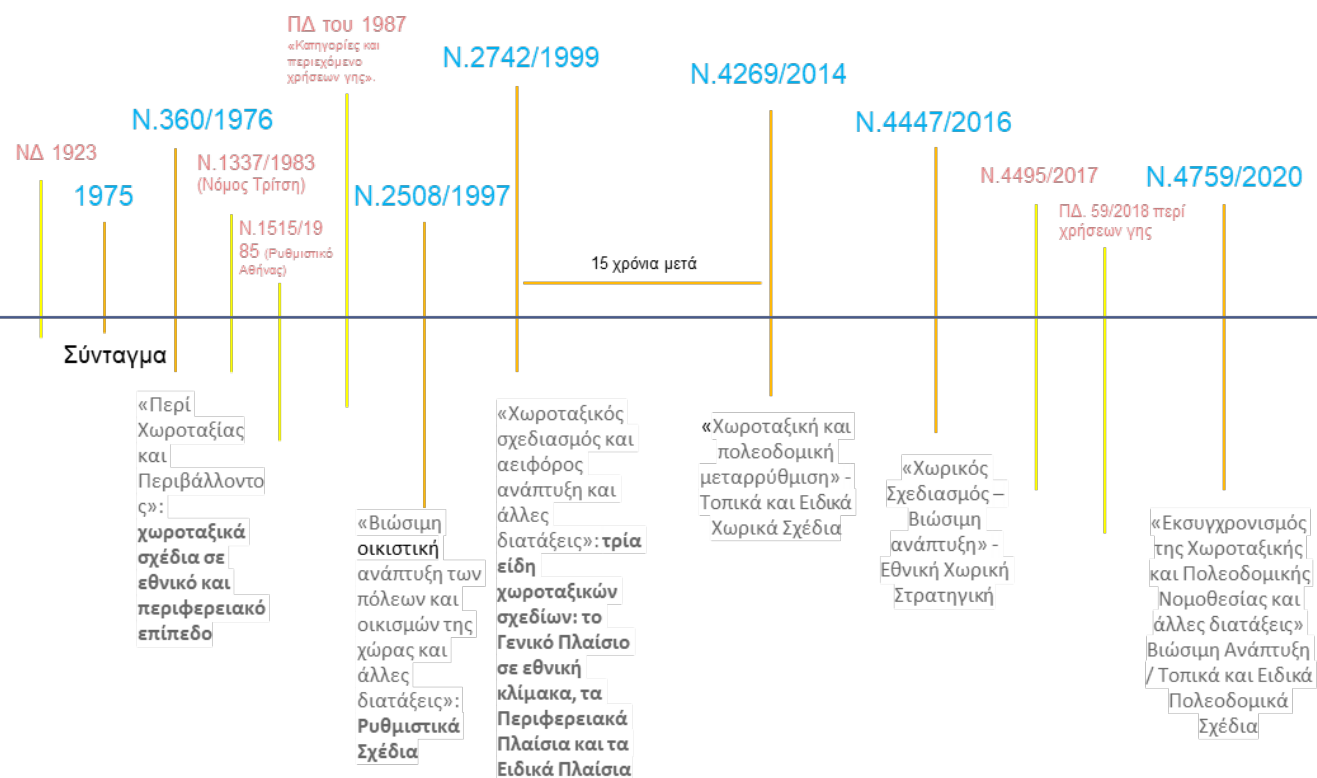 ΝΔ 1923
1975
Σύνταγμα
Ν.360/1976
«Περί
Χωροταξίας
και
Περιβάλλοντο
ς»:
χωροταξικά
σχέδια σε
εθνικό και
περιφερειακό
επίπεδο
Ν.1337/1983
(Νόμος Τρίτση)
Ν.1515/19
85 (Ρυθμιστικό
Αθήνας)
ΠΔ του 1987
«Κατηγορίες και
περιεχόμενο
χρήσεων γης».
Ν.2508/1997
«Βιώσιμη
οικιστική
ανάπτυξη των
πόλεων και
οικισμών της
χώρας και
άλλες
διατάξεις»:
Ρυθμιστικά
Σχέδια
Ν.2742/1999
«Χωροταξικός
σχεδιασμός και
αειφόρος
ανάπτυξη και
άλλες
διατάξεις»: τρία
είδη
χωροταξικών
σχεδίων: το
Γενικό Πλαίσιο
σε εθνική
κλίμακα, τα
Περιφερειακά
Πλαίσια και τα
Ειδικά Πλαίσια
15 χρόνια μετά
Ν.4269/2014
«Χωροταξική και
πολεοδομική
μεταρρύθμιση» -
Τοπικά και Ειδικά
Χωρικά Σχέδια
Ν.4447/2016
«Χωρικός
Σχεδιασμός –
Βιώσιμη
ανάπτυξη» -
Εθνική Χωρική
Στρατηγική
Ν.4495/2017
ΠΔ. 59/2018 περί
χρήσεων γης
Ν.4759/2020
«Εκσυγχρονισμός
της Χωροταξικής
και Πολεοδομικής
Νομοθεσίας και
άλλες διατάξεις»
Βιώσιμη Ανάπτυξη
/ Τοπικά και Ειδικά
Πολεοδομικά
Σχέδια